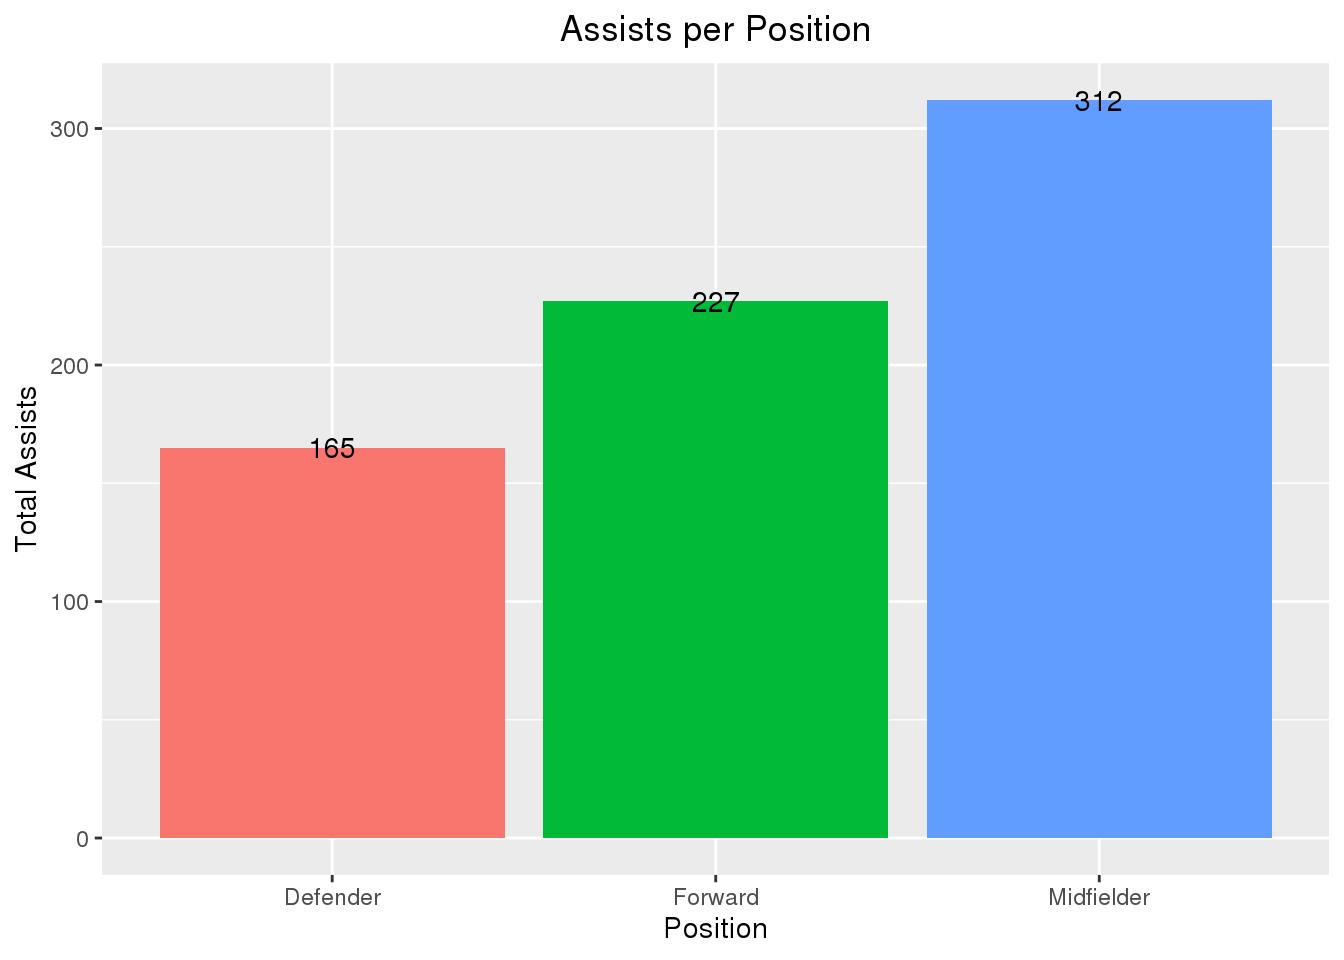 Assists per Position
Total Assists
300
200
100
0
312
227
165
Defender
Forward
Midfielder
Position